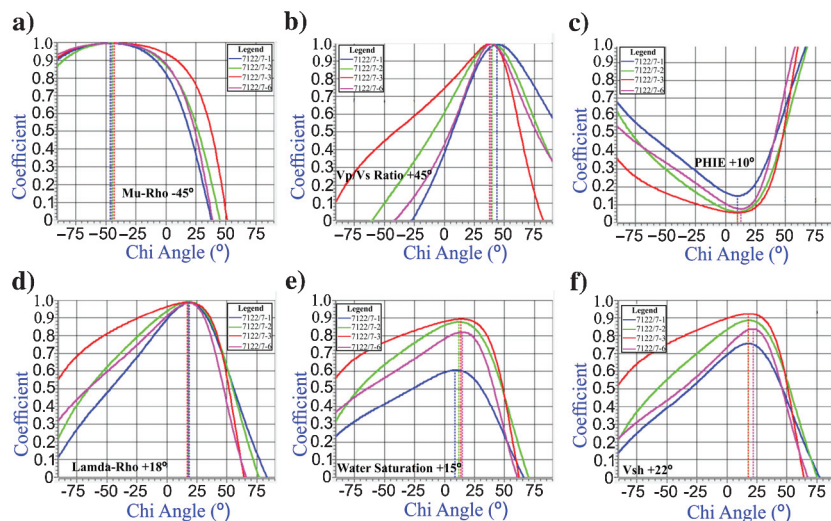 a)
Coefficient
1.0
0.9
0.8
0.7
0.6
0.5
0.4
0.3
0.2
0.1
0
Legend
7122/7-1
7122/7-2
7122/7-3
7122/7-6
Mu-Rho -45º
−75 −50 −25 0 25 50 75
Chi Angle (º)
b)
Coefficient
1.0
0.9
0.8
0.7
0.6
0.5
0.4
0.3
0.2
0.1
0
Legend
7122/7-1
7122/7-2
7122/7-3
7122/7-6
Vp/Vs Ratio +45º
−75 −50 −25 0 25 50 75
Chi Angle (º)
c)
Coefficient
1.0
0.9
0.8
0.7
0.6
0.5
0.4
0.3
0.2
0.1
0
Legend
7122/7-1
7122/7-2
7122/7-3
7122/7-6
PHIE +10º
−75 −50 −25 0 25 50 75
Chi Angle (º)
d)
Coefficient
1.0
0.9
0.8
0.7
0.6
0.5
0.4
0.3
0.2
0.1
0
Legend
7122/7-1
7122/7-2
7122/7-3
7122/7-6
Lamda-Rho +18º
−75 −50 −25 0 25 50 75
Chi Angle (º)
e)
Coefficient
1.0
0.9
0.8
0.7
0.6
0.5
0.4
0.3
0.2
0.1
0
Legend
7122/7-1
7122/7-2
7122/7-3
7122/7-6
Water Saturation +15º
−75 −50 −25 0 25 50 75
Chi Angle (º)
f)
Coefficient
1.0
0.9
0.8
0.7
0.6
0.5
0.4
0.3
0.2
0.1
0
Legend
7122/7-1
7122/7-2
7122/7-3
7122/7-6
Vsh +22º
−75 −50 −25 0 25 50 75
Chi Angle (º)